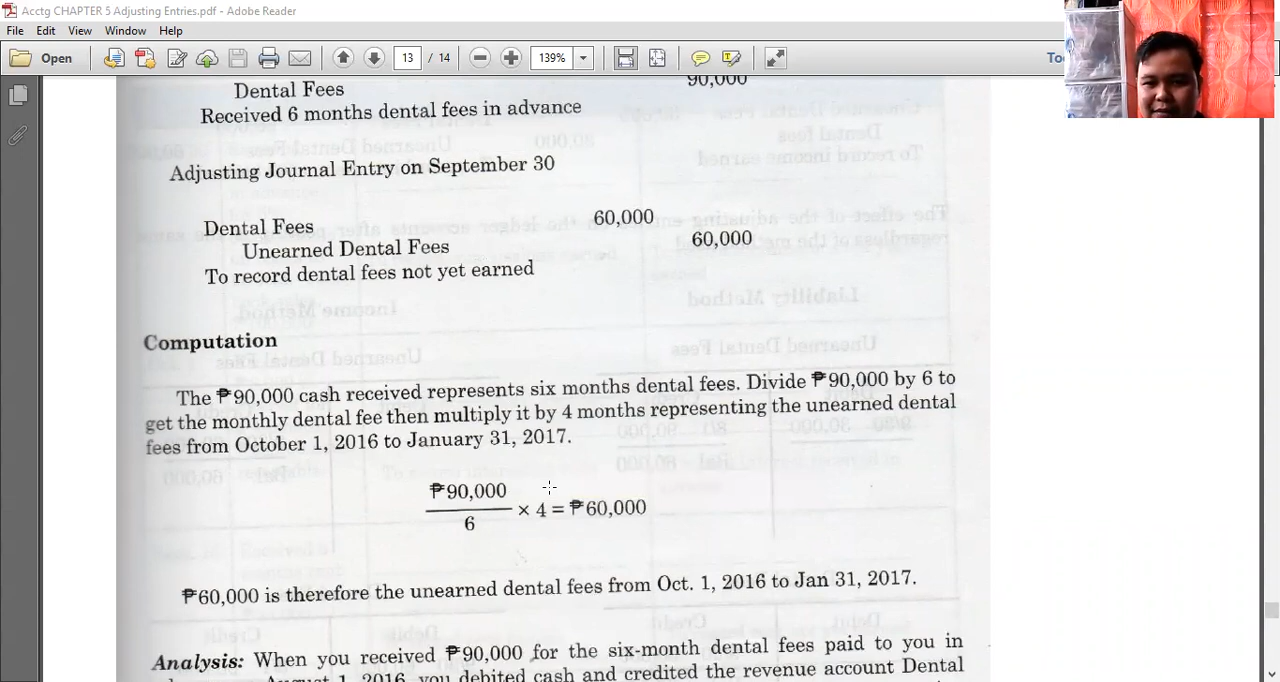 Acctg CHAPTER 5 Adjusting Entries.pdf - Adobe Reader
File Edit View Window Help
Open 13 / 14 139% To
Dental Fees 90,000
Received 6 months dental fees in advance
Adjusting Journal Entry on September 30
Dental Fees 60,000
Unearned Dental Fees 60,000
To record dental fees not yet earned
Computation
The ₱90,000 cash received represents six months dental fees. Divide ₱90,000 by 6 to
get the monthly dental fee then multiply it by 4 months representing the unearned dental
fees from October 1, 2016 to January 31, 2017.
₱90,000
6
× 4 = ₱60,000
₱60,000 is therefore the unearned dental fees from Oct. 1, 2016 to Jan 31, 2017.
Analysis: When you received ₱90,000 for the six-month dental fees paid to you in
August 1, 2016, you debited cash and credited the revenue account Dental